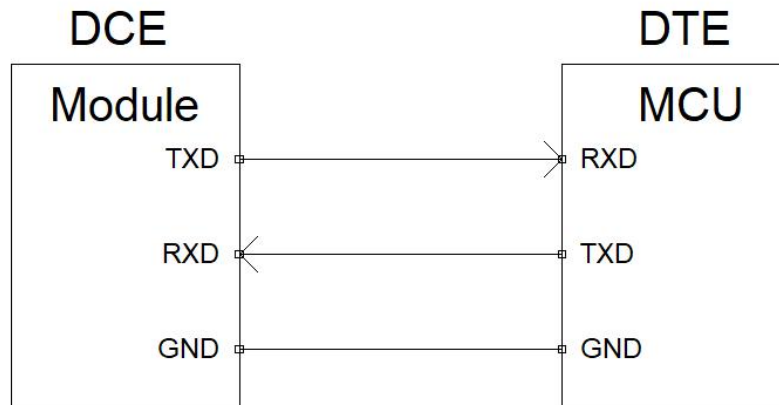 DCE
DTE
Module
MCU
TXD
RXD
RXD
TXD
GND
GND